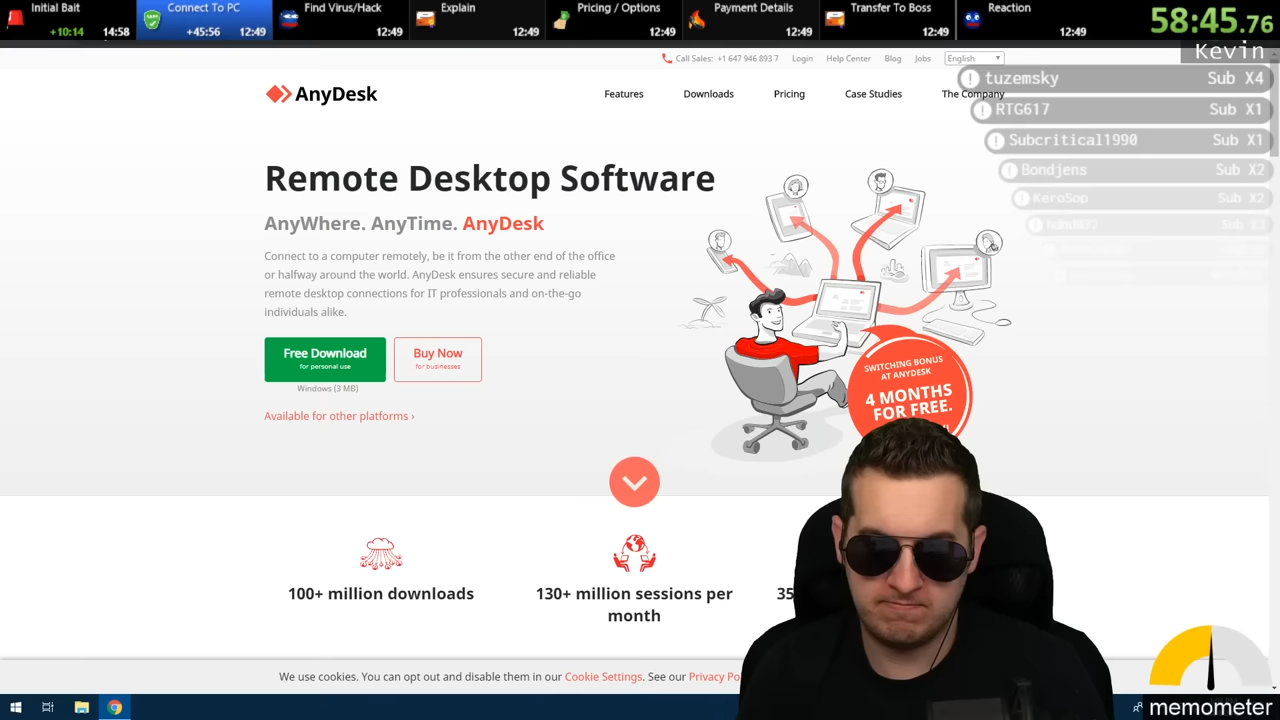 Initial Bait
+10:14 14:58
Connect To PC
+45:56 12:49
Find Virus/Hack
12:49
Explain
12:49
Pricing / Options
12:49
Payment Details
12:49
Transfer To Boss
12:49
Reaction
12:49
58:45.76
Kevin
Call Sales: +1 647 946 893 7
Login
Help Center
Blog
Jobs
English
tuzemsky Sub X4
RTG617 Sub X1
Subcritical1990 Sub X1
Bondjens Sub X2
KeroSop Sub X2
AnyDesk
Features
Downloads
Pricing
Case Studies
The Company
Remote Desktop Software
AnyWhere. AnyTime. AnyDesk
Connect to a computer remotely, be it from the other end of the office
or halfway around the world. AnyDesk ensures secure and reliable
remote desktop connections for IT professionals and on-the-go
individuals alike.
Free Download
for personal use
Buy Now
for businesses
Windows (3 MB)
Available for other platforms ›
SWITCHING BONUS
AT ANYDESK
4 MONTHS
FOR FREE.
100+ million downloads
130+ million sessions per
month
35
We use cookies. You can opt out and disable them in our Cookie Settings. See our Privacy Po
memometer